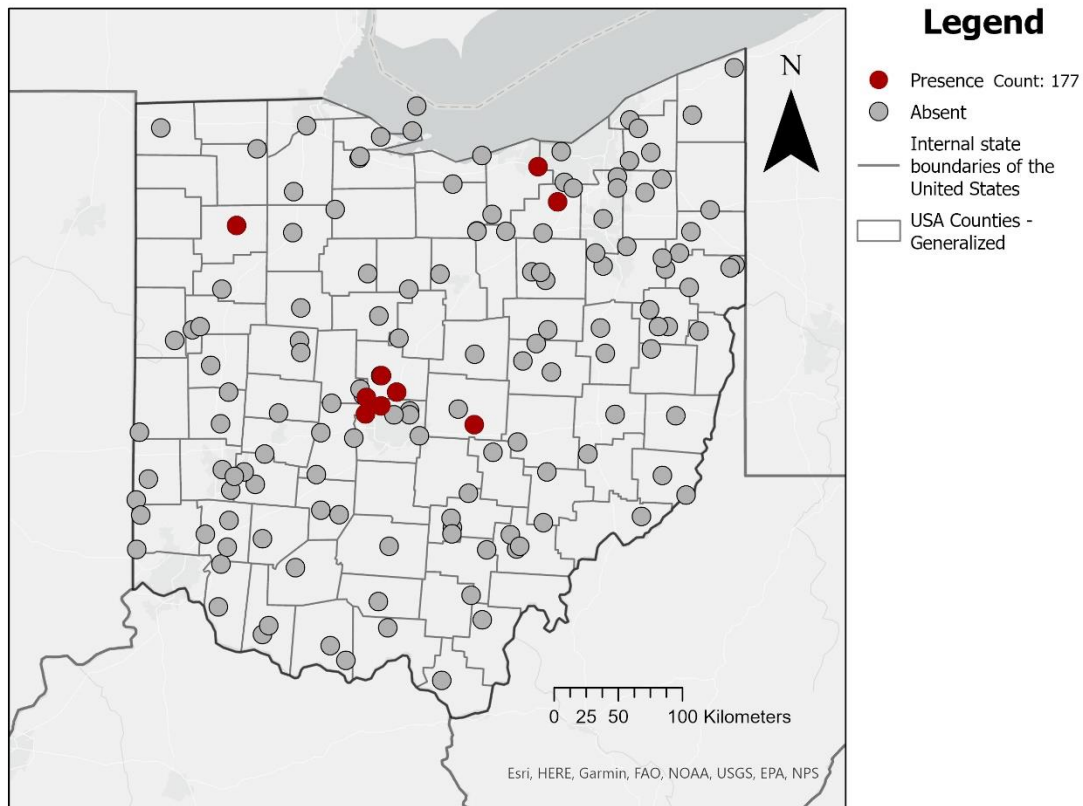 Legend
N
Presence Count: 177
Absent
Internal state
boundaries of the
United States
USA Counties -
Generalized
0 25 50 100 Kilometers
Esri, HERE, Garmin, FAO, NOAA, USGS, EPA, NPS